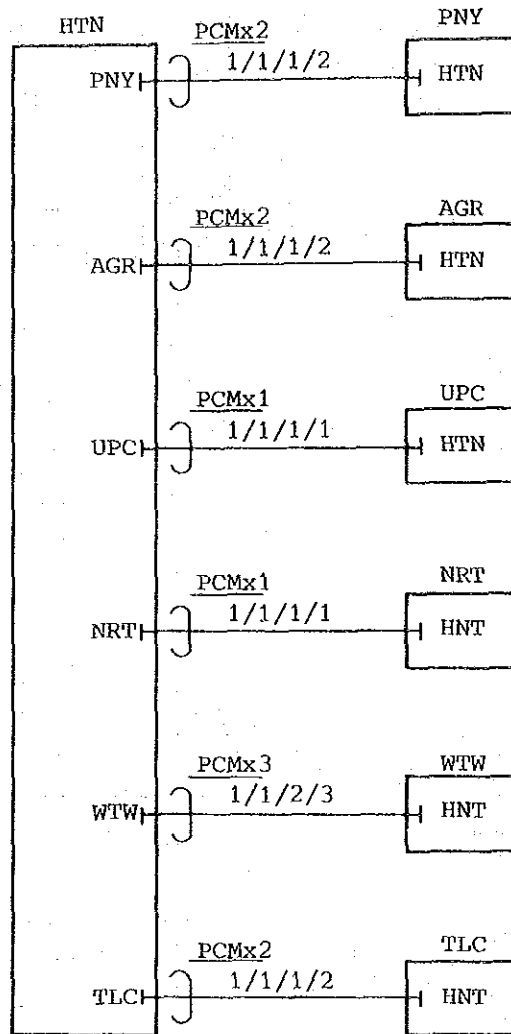 HTN
PCMx2
PNY
PNY
1/1/1/2
HTN
PCMx2
AGR
AGR
1/1/1/2
HTN
PCMx1
UPC
UPC
1/1/1/1
HTN
PCMx1
NRT
NRT
1/1/1/1
HNT
PCMx3
WTW
WTW
1/1/2/3
HNT
PCMx2
TLC
TLC
1/1/1/2
HNT